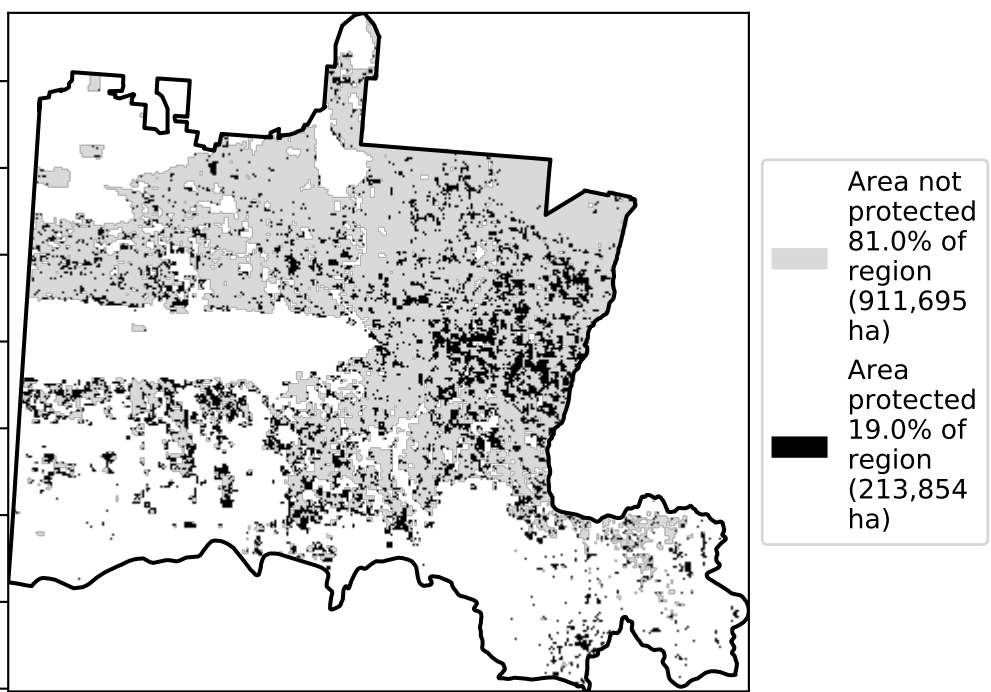 Area not
protected
81.0% of
region
(911,695
ha)
Area
protected
19.0% of
region
(213,854
ha)